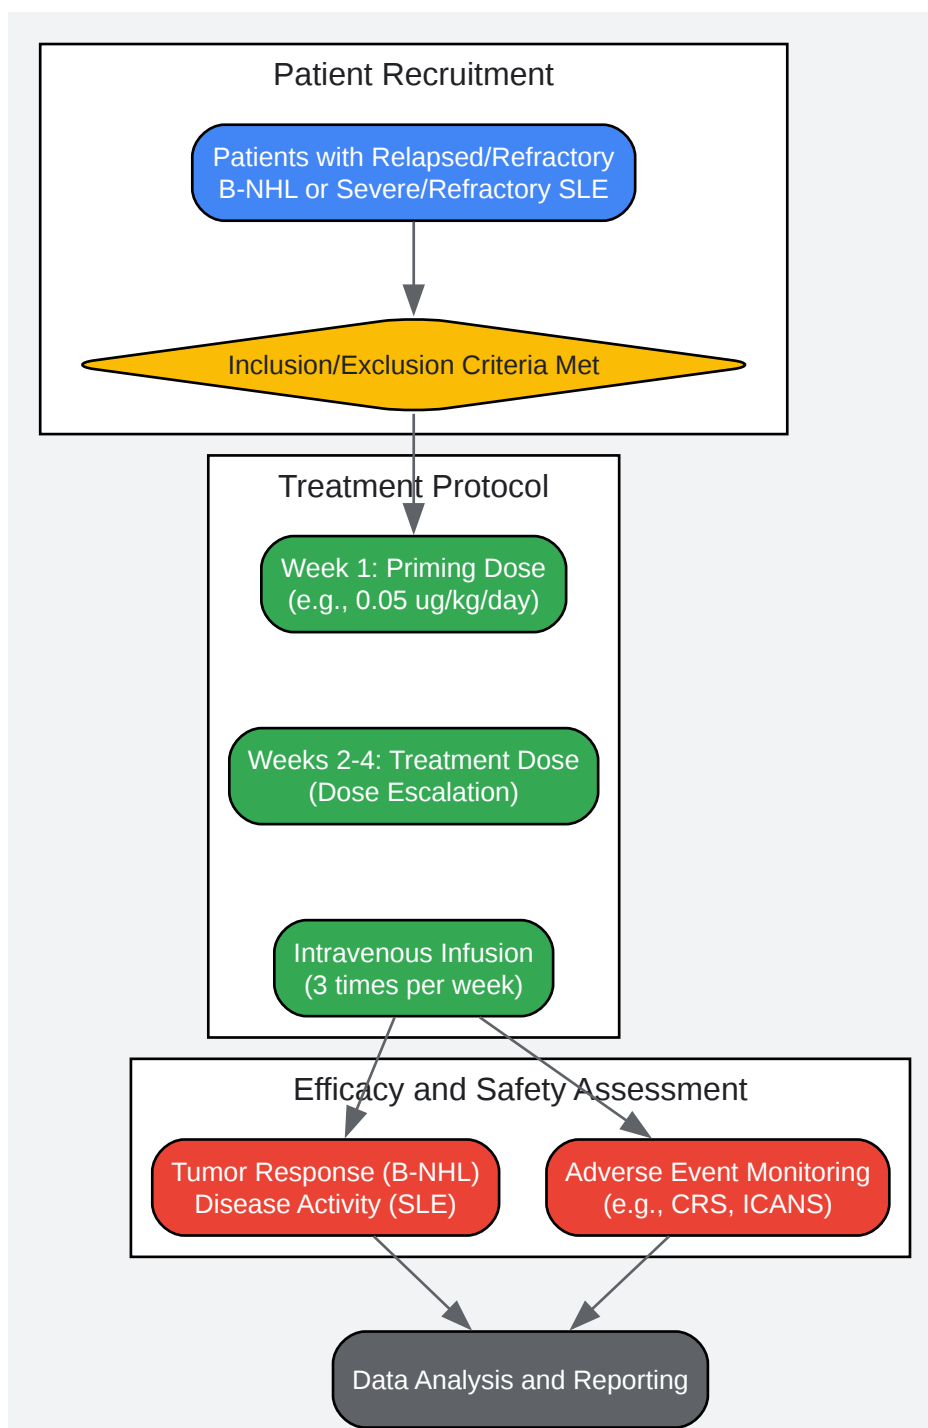 Patient Recruitment
Patients with Relapsed/Refractory
B-NHL or Severe/Refractory SLE
Inclusion/Exclusion Criteria Met
Treatment Protocol
Week 1: Priming Dose
(e.g., 0.05 ug/kg/day)
Weeks 2-4: Treatment Dose
(Dose Escalation)
Intravenous Infusion
(3 times per week)
Efficacy and Safety Assessment
Tumor Response (B-NHL)
Disease Activity (SLE)
Adverse Event Monitoring
(e.g., CRS, ICANS)
Data Analysis and Reporting